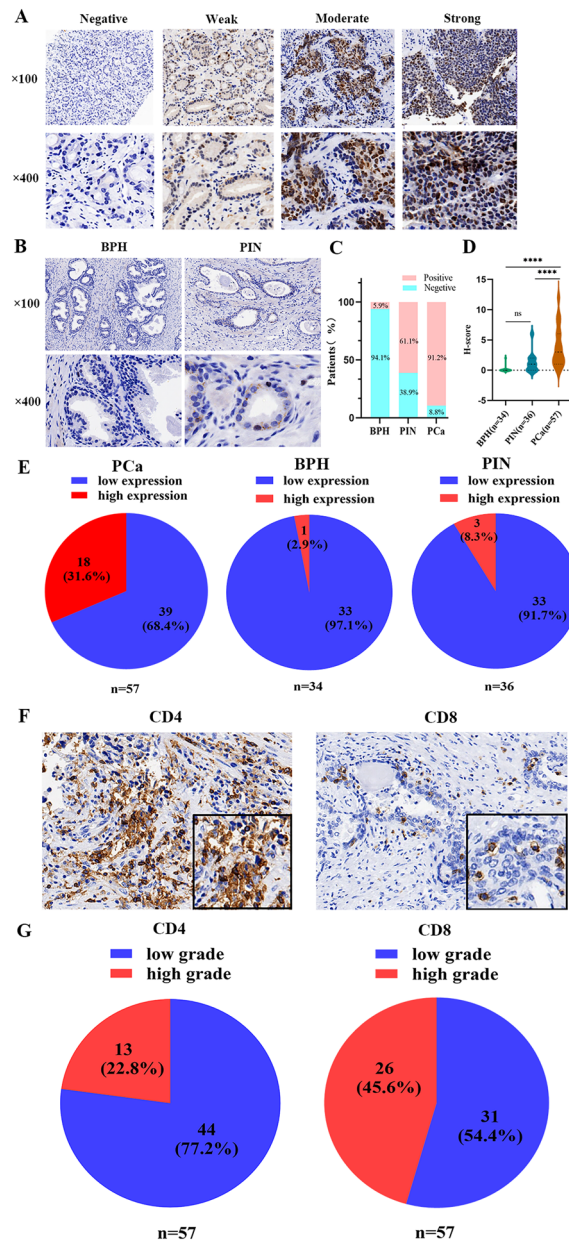 A
Negative Weak Moderate Strong
×100
×400
B
BPH PIN
×100
×400
C
Positive
Negetive
Patients( %)
100
50
0
5.9%
94.1%
61.1%
38.9%
91.2%
8.8%
BPH PIN PCa
D
****
****
ns
H-score
15
10
5
0
-5
BPH(n=34)
PIN(n=36)
PCa(n=57)
E
PCa
low expression
high expression
18
(31.6%)
39
(68.4%)
n=57
BPH
low expression
high expression
1
(2.9%)
33
(97.1%)
n=34
PIN
low expression
high expression
3
(8.3%)
33
(91.7%)
n=36
F
CD4 CD8
G
CD4
low grade
high grade
13
(22.8%)
44
(77.2%)
n=57
CD8
low grade
high grade
26
(45.6%)
31
(54.4%)
n=57